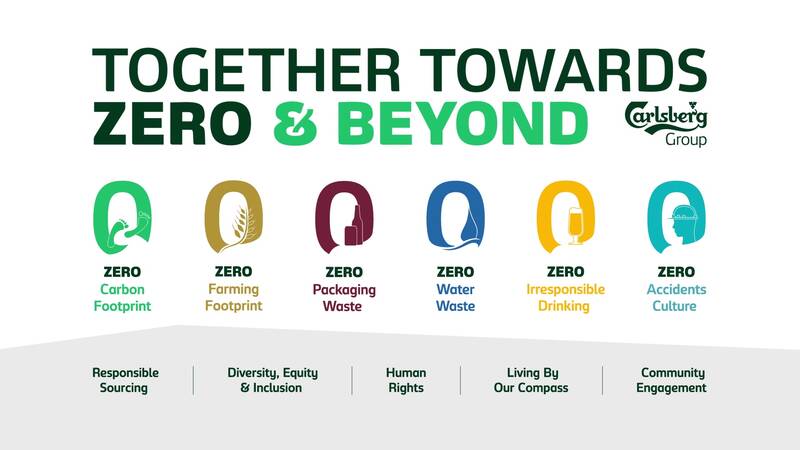 TOGETHER TOWARDS
ZERO & BEYOND
Carlsberg
Group
ZERO
Carbon
Footprint
ZERO
Farming
Footprint
ZERO
Packaging
Waste
ZERO
Water
Waste
ZERO
Irresponsible
Drinking
ZERO
Accidents
Culture
Responsible
Sourcing
Diversity, Equity
& Inclusion
Human
Rights
Living By
Our Compass
Community
Engagement